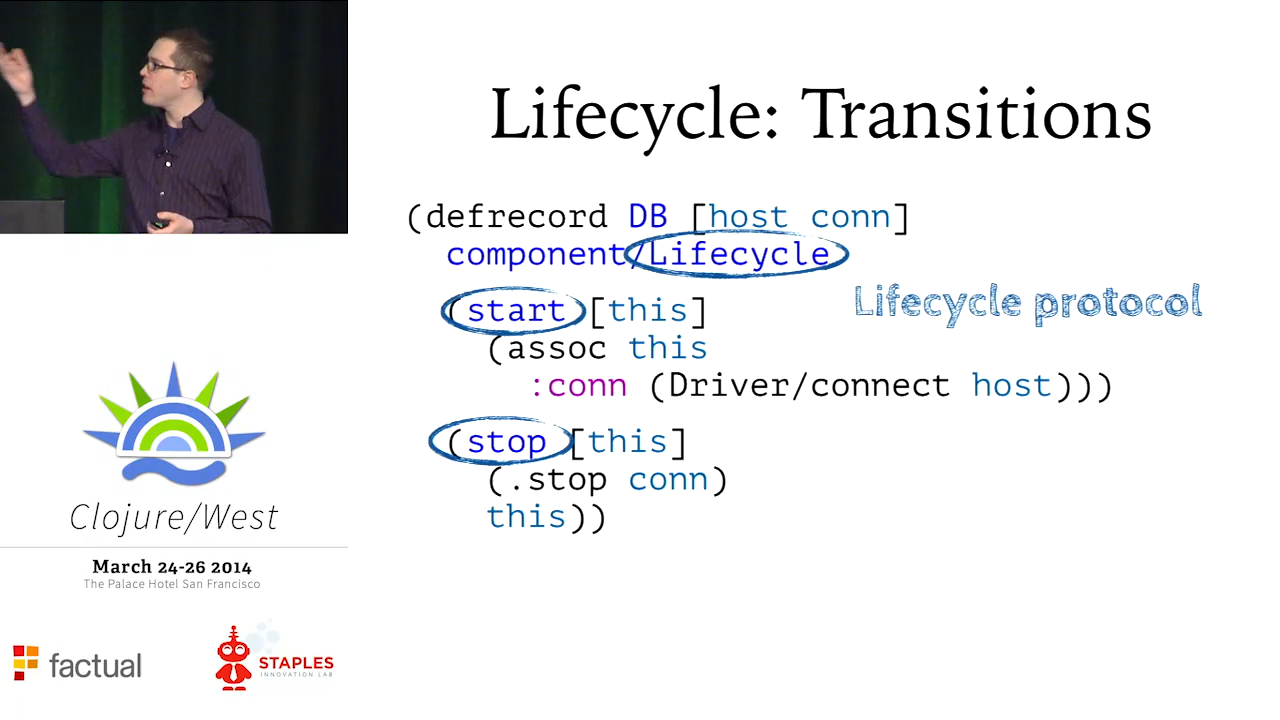 Lifecycle: Transitions
(defrecord DB [host conn]
component/Lifecycle
(start [this]
Lifecycle protocol
(assoc this
:conn (Driver/connect host)))
(stop [this]
(.stop conn)
this))
Clojure/West
March 24-26 2014
The Palace Hotel San Francisco
factual
STAPLES
INNOVATION LAB